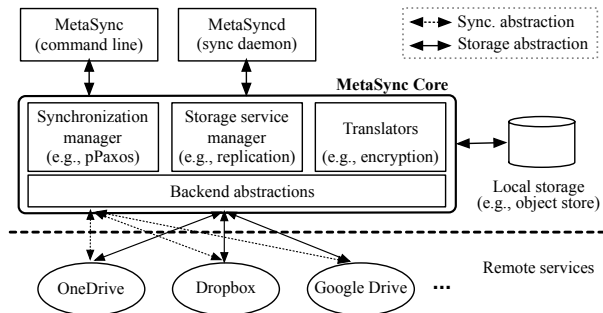 MetaSync
(command line)
MetaSyncd
(sync daemon)
Sync. abstraction
Storage abstraction
MetaSync Core
Synchronization
manager
(e.g., pPaxos)
Storage service
manager
(e.g., replication)
Translators
(e.g., encryption)
Backend abstractions
Local storage
(e.g., object store)
OneDrive
Dropbox
Google Drive
...
Remote services